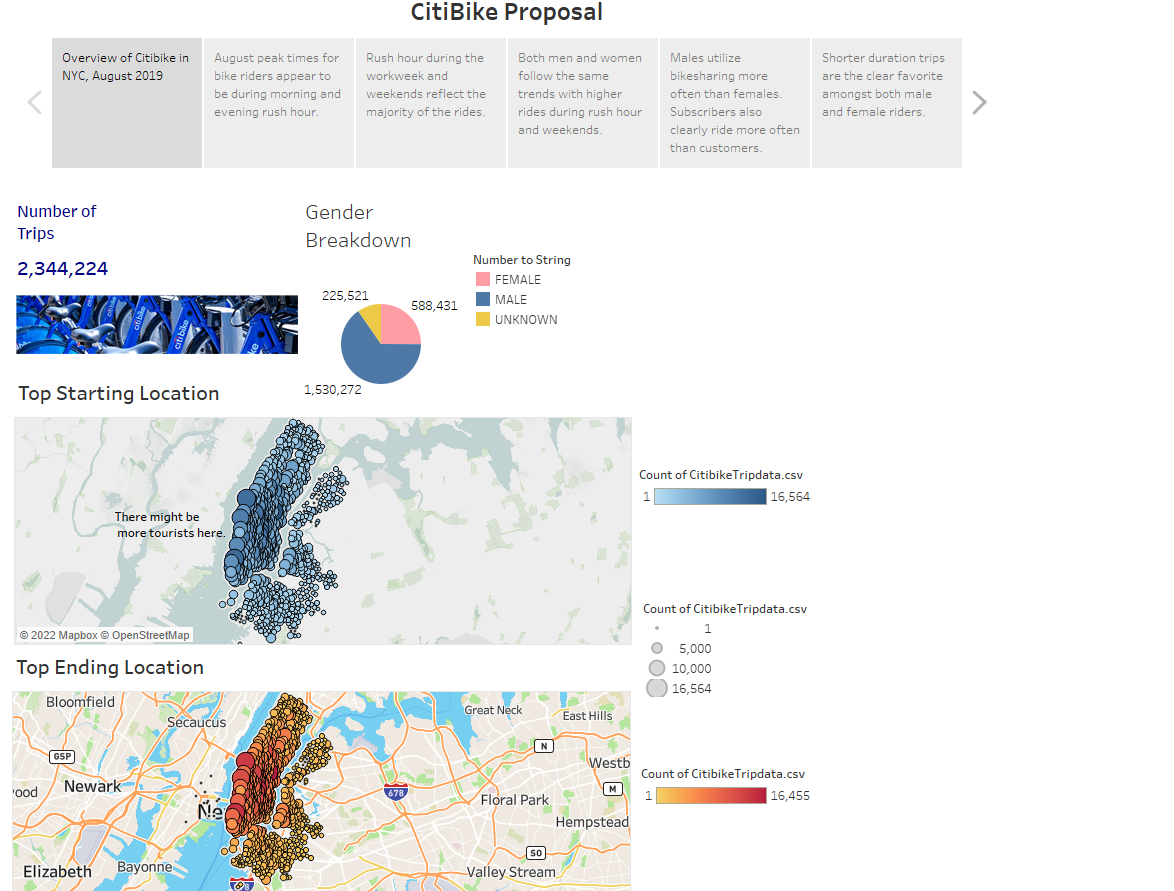 CitiBike Proposal
Overview of Citibike in
NYC, August 2019
August peak times for
bike riders appear to
be during morning and
evening rush hour.
Rush hour during the
workweek and
weekends reflect the
majority of the rides.
Both men and women
follow the same
trends with higher
rides during rush hour
and weekends.
Males utilize
bikesharing more
often than females.
Subscribers also
clearly ride more often
than customers.
Shorter duration trips
are the clear favorite
amongst both male
and female riders.
Number of
Trips
2,344,224
citibike
citibike
Gender
Breakdown
Number to String
FEMALE
MALE
UNKNOWN
225,521
588,431
1,530,272
Top Starting Location
There might be
more tourists here.
© 2022 Mapbox © OpenStreetMap
Count of CitibikeTripdata.csv
1 16,564
Count of CitibikeTripdata.csv
1
5,000
10,000
16,564
Top Ending Location
Bloomfield
Secaucus
Great Neck
East Hills
GSP
N
Westb
Newark
M
ood
678
Floral Park
Ne
Hempstead
SO
Elizabeth
Bayonne
Valley Stream
Count of CitibikeTripdata.csv
1 16,455